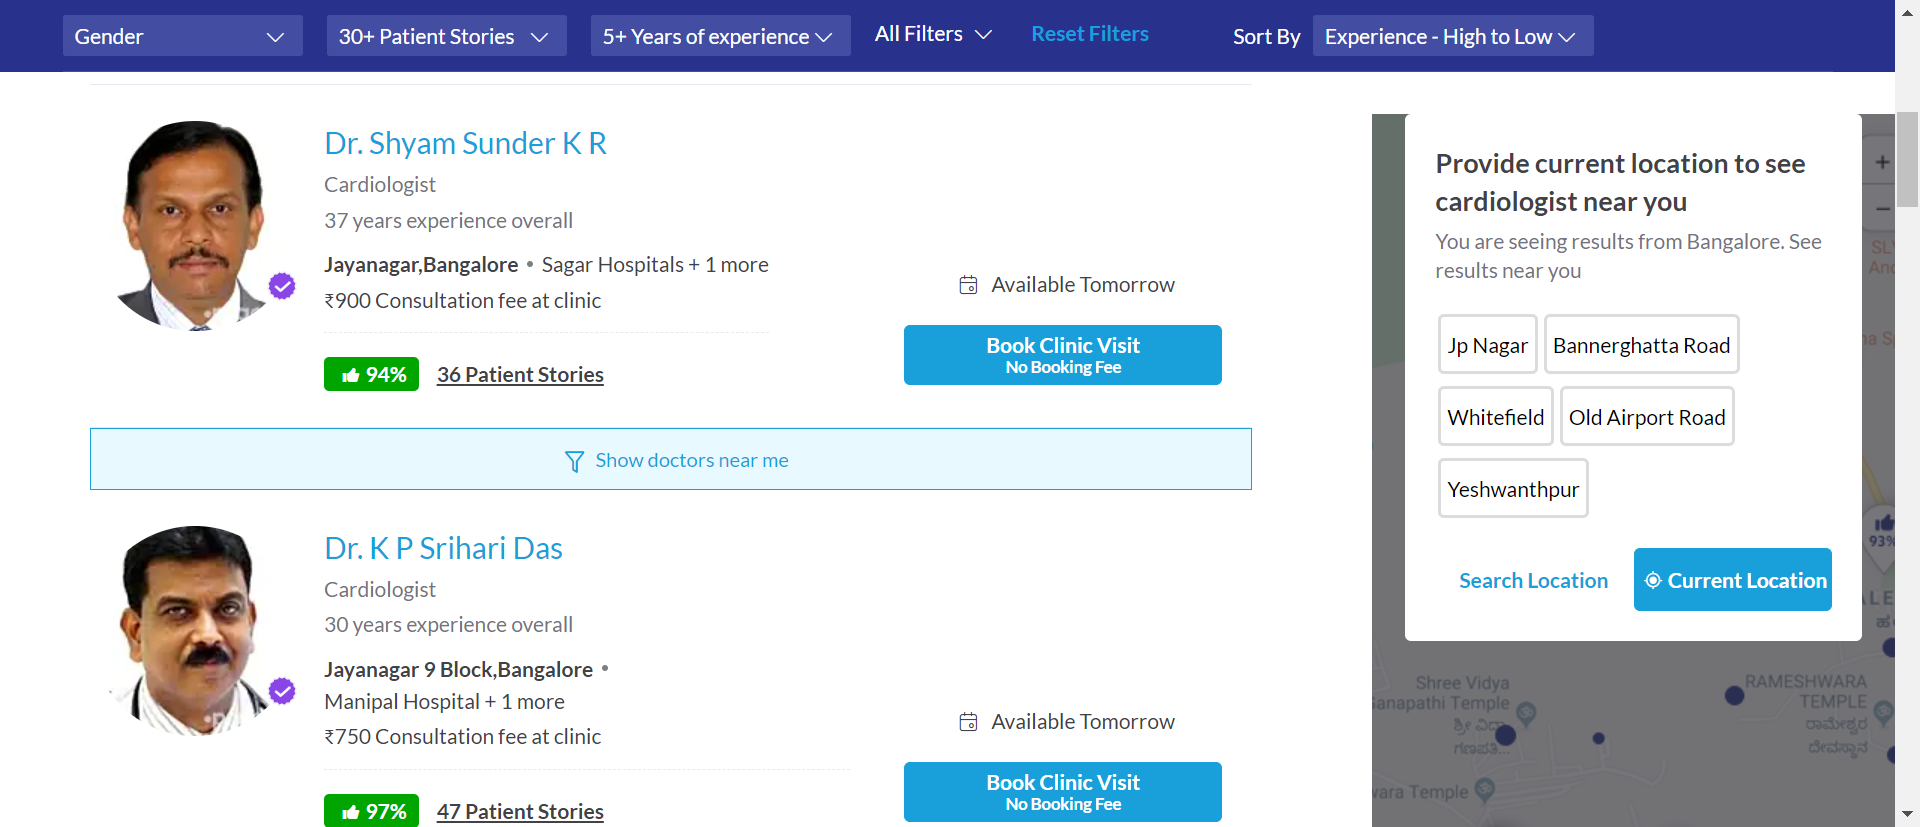 Gender
30+ Patient Stories
5+ Years of experience
All Filters
Reset Filters
Sort By
Experience - High to Low
Dr. Shyam Sunder K R
Cardiologist
37 years experience overall
Jayanagar,Bangalore • Sagar Hospitals + 1 more
₹900 Consultation fee at clinic
94%
36 Patient Stories
Available Tomorrow
Book Clinic Visit
No Booking Fee
Show doctors near me
Dr. K P Srihari Das
Cardiologist
30 years experience overall
Jayanagar 9 Block,Bangalore •
Manipal Hospital + 1 more
₹750 Consultation fee at clinic
97%
47 Patient Stories
Available Tomorrow
Book Clinic Visit
No Booking Fee
Provide current location to see
cardiologist near you
You are seeing results from Bangalore. See
results near you
Jp Nagar
Bannerghatta Road
Whitefield
Old Airport Road
Yeshwanthpur
Search Location
Current Location
93%
Shree Vidya
Ganapathi Temple
ಶ್ರೀ ವಿದ್ಯಾ
ಗಣಪತಿ...
RAMESHWARA
TEMPLE
ರಾಮೇಶ್ವರ
ದೇವಸ್ಥಾನ
Temple